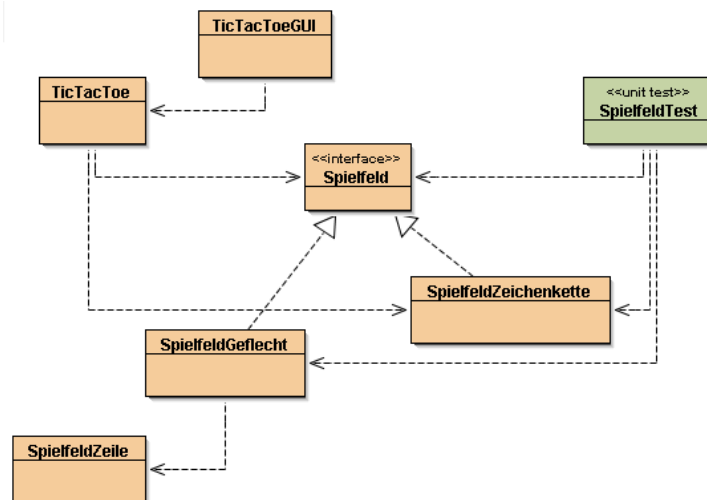 TicTacToeGUI
TicTacToe
<<unit test>>
SpielfeldTest
<<interface>>
Spielfeld
SpielfeldZeichenkette
SpielfeldGeflecht
SpielfeldZeile